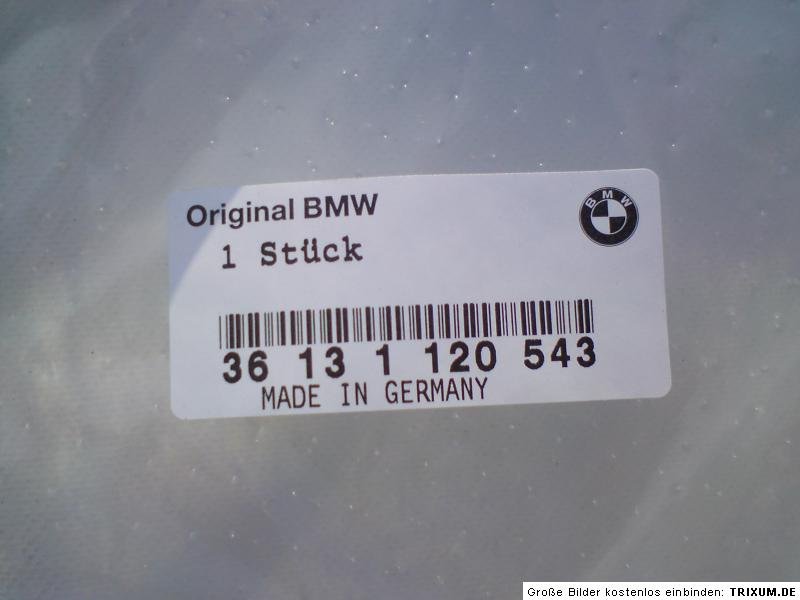 Original BMW
BMW
1 Stück
36 13 1 120 543
MADE IN GERMANY
Große Bilder kostenlos einbinden: TRIXUM.DE